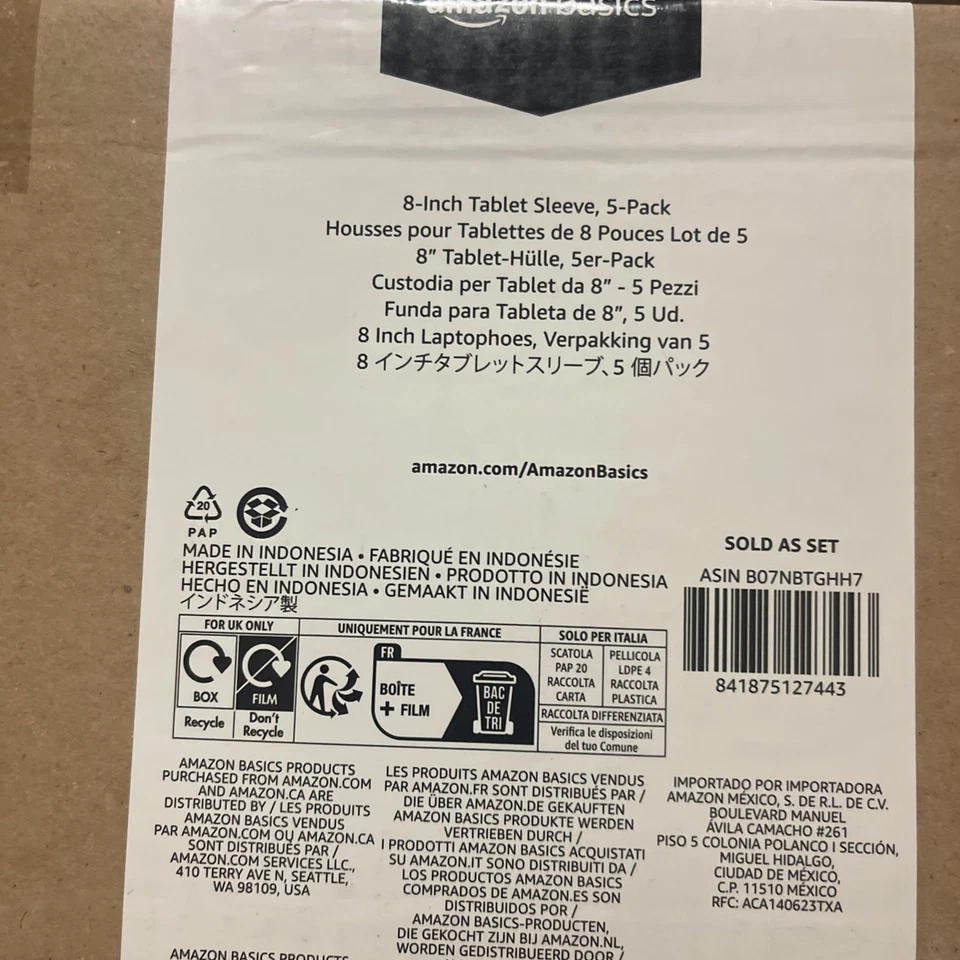 amazon basics
8-Inch Tablet Sleeve, 5-Pack
Housses pour Tablettes de 8 Pouces Lot de 5
8” Tablet-Hülle, 5er-Pack
Custodia per Tablet da 8” - 5 Pezzi
Funda para Tableta de 8”, 5 Ud.
8 Inch Laptophoes, Verpakking van 5
8 インチタブレットスリーブ、5 個パック
amazon.com/AmazonBasics
20
PAP
MADE IN INDONESIA • FABRIQUÉ EN INDONÉSIE
HERGESTELLT IN INDONESIEN • PRODOTTO IN INDONESIA
HECHO EN INDONESIA • GEMAAKT IN INDONESIË
インドネシア製
SOLD AS SET
ASIN B07NBTGHH7
841875127443
FOR UK ONLY
BOX
FILM
Recycle
Don't
Recycle
UNIQUEMENT POUR LA FRANCE
FR
BOÎTE
+ FILM
BAC
DE
TRI
SOLO PER ITALIA
SCATOLA
PAP 20
RACCOLTA
CARTA
PELLICOLA
LDPE 4
RACCOLTA
PLASTICA
RACCOLTA DIFFERENZIATA
Verifica le disposizioni
del tuo Comune
AMAZON BASICS PRODUCTS
PURCHASED FROM AMAZON.COM
AND AMAZON.CA ARE
DISTRIBUTED BY / LES PRODUITS
AMAZON BASICS VENDUS
PAR AMAZON.COM OU AMAZON.CA
SONT DISTRIBUÉS PAR /
AMAZON.COM SERVICES LLC.,
410 TERRY AVE N, SEATTLE,
WA 98109, USA
AMAZON BASICS PRODUCTS
LES PRODUITS AMAZON BASICS VENDUS
PAR AMAZON.FR SONT DISTRIBUÉS PAR /
DIE ÜBER AMAZON.DE GEKAUFTEN
AMAZON BASICS PRODUKTE WERDEN
VERTRIEBEN DURCH /
I PRODOTTI AMAZON BASICS ACQUISTATI
SU AMAZON.IT SONO DISTRIBUITI DA /
LOS PRODUCTOS AMAZON BASICS
COMPRADOS DE AMAZON.ES SON
DISTRIBUIDOS POR /
AMAZON BASICS-PRODUCTEN,
DIE GEKOCHT ZIJN BIJ AMAZON.NL,
WORDEN GEDISTRIBUEERD DOOR /
IMPORTADO POR IMPORTADORA
AMAZON MÉXICO, S. DE R.L. DE C.V.
BOULEVARD MANUEL
ÁVILA CAMACHO #261
PISO 5 COLONIA POLANCO I SECCIÓN,
MIGUEL HIDALGO,
CIUDAD DE MÉXICO,
C.P. 11510 MÉXICO
RFC: ACA140623TXA